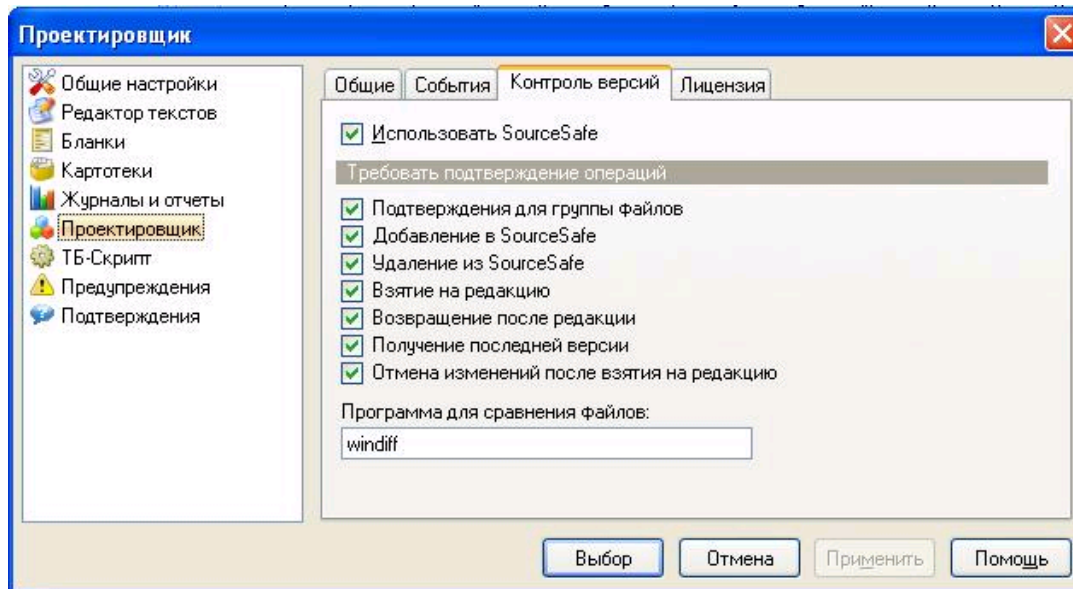 Проектировщик
Общие настройки
Редактор текстов
Бланки
Картотеки
Журналы и отчеты
Проектировщик
ТБ-Скрипт
Предупреждения
Подтверждения
Общие События Контроль версий Лицензия
Использовать SourceSafe
Требовать подтверждение операций
Подтверждения для группы файлов
Добавление в SourceSafe
Удаление из SourceSafe
Взятие на редакцию
Возвращение после редакции
Получение последней версии
Отмена изменений после взятия на редакцию
Программа для сравнения файлов:
windiff
Выбор Отмена Применить Помощь